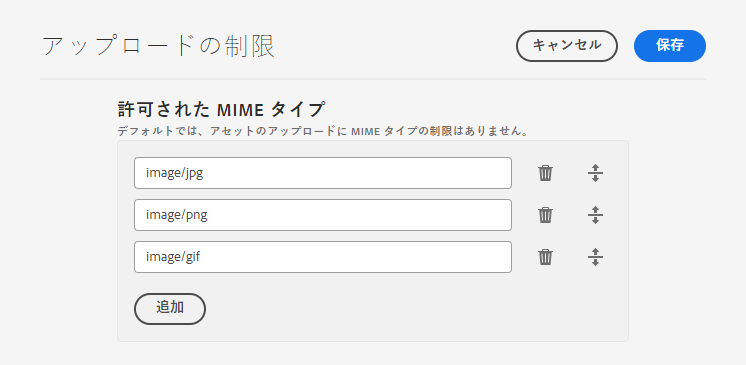 アップロードの制限
キャンセル
保存
許可された MIME タイプ
デフォルトでは、アセットのアップロードに MIME タイプの制限はありません。
image/jpg
image/png
image/gif
追加